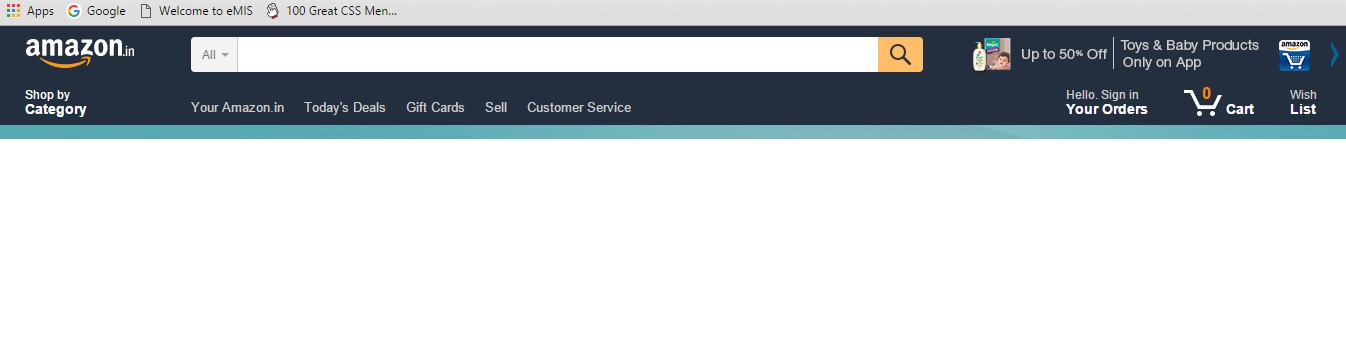 Apps Google Welcome to eMIS 100 Great CSS Men...
amazon.in
All
Up to 50% Off
Toys & Baby Products
Only on App
amazon
Shop by
Category
Your Amazon.in Today's Deals Gift Cards Sell Customer Service
Hello. Sign in
Your Orders
0
Cart
Wish
List